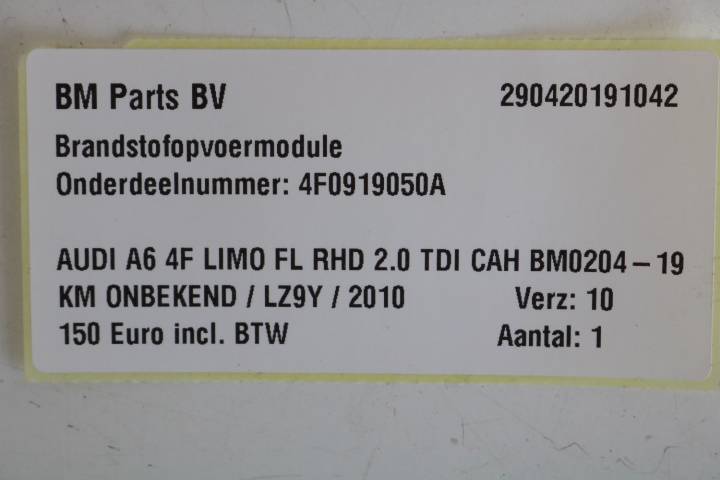 BM Parts BV 290420191042
Brandstofopvoermodule
Onderdeelnummer: 4F0919050A
AUDI A6 4F LIMO FL RHD 2.0 TDI CAH BM0204-19
KM ONBEKEND / LZ9Y / 2010 Verz: 10
150 Euro incl. BTW Aantal: 1